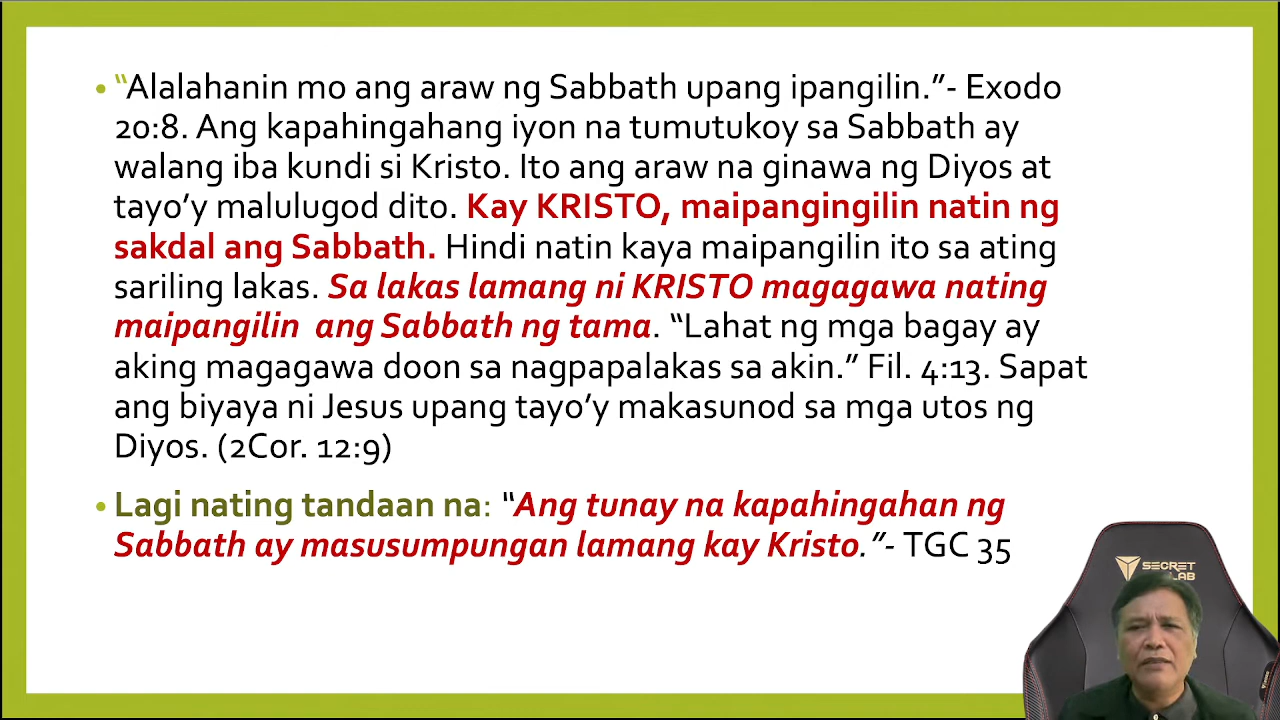 • “Alalahanin mo ang araw ng Sabbath upang ipangilin.”- Exodo
20:8. Ang kapahingahang iyon na tumutukoy sa Sabbath ay
walang iba kundi si Kristo. Ito ang araw na ginawa ng Diyos at
tayo’y malulugod dito. Kay KRISTO, maipangingilin natin ng
sakdal ang Sabbath. Hindi natin kaya maipangilin ito sa ating
sariling lakas. Sa lakas lamang ni KRISTO magagawa nating
maipangilin ang Sabbath ng tama. “Lahat ng mga bagay ay
aking magagawa doon sa nagpapalakas sa akin.” Fil. 4:13. Sapat
ang biyaya ni Jesus upang tayo’y makasunod sa mga utos ng
Diyos. (2Cor. 12:9)
• Lagi nating tandaan na: “Ang tunay na kapahingahan ng
Sabbath ay masusumpungan lamang kay Kristo.”- TGC 35
SECRET
LAB